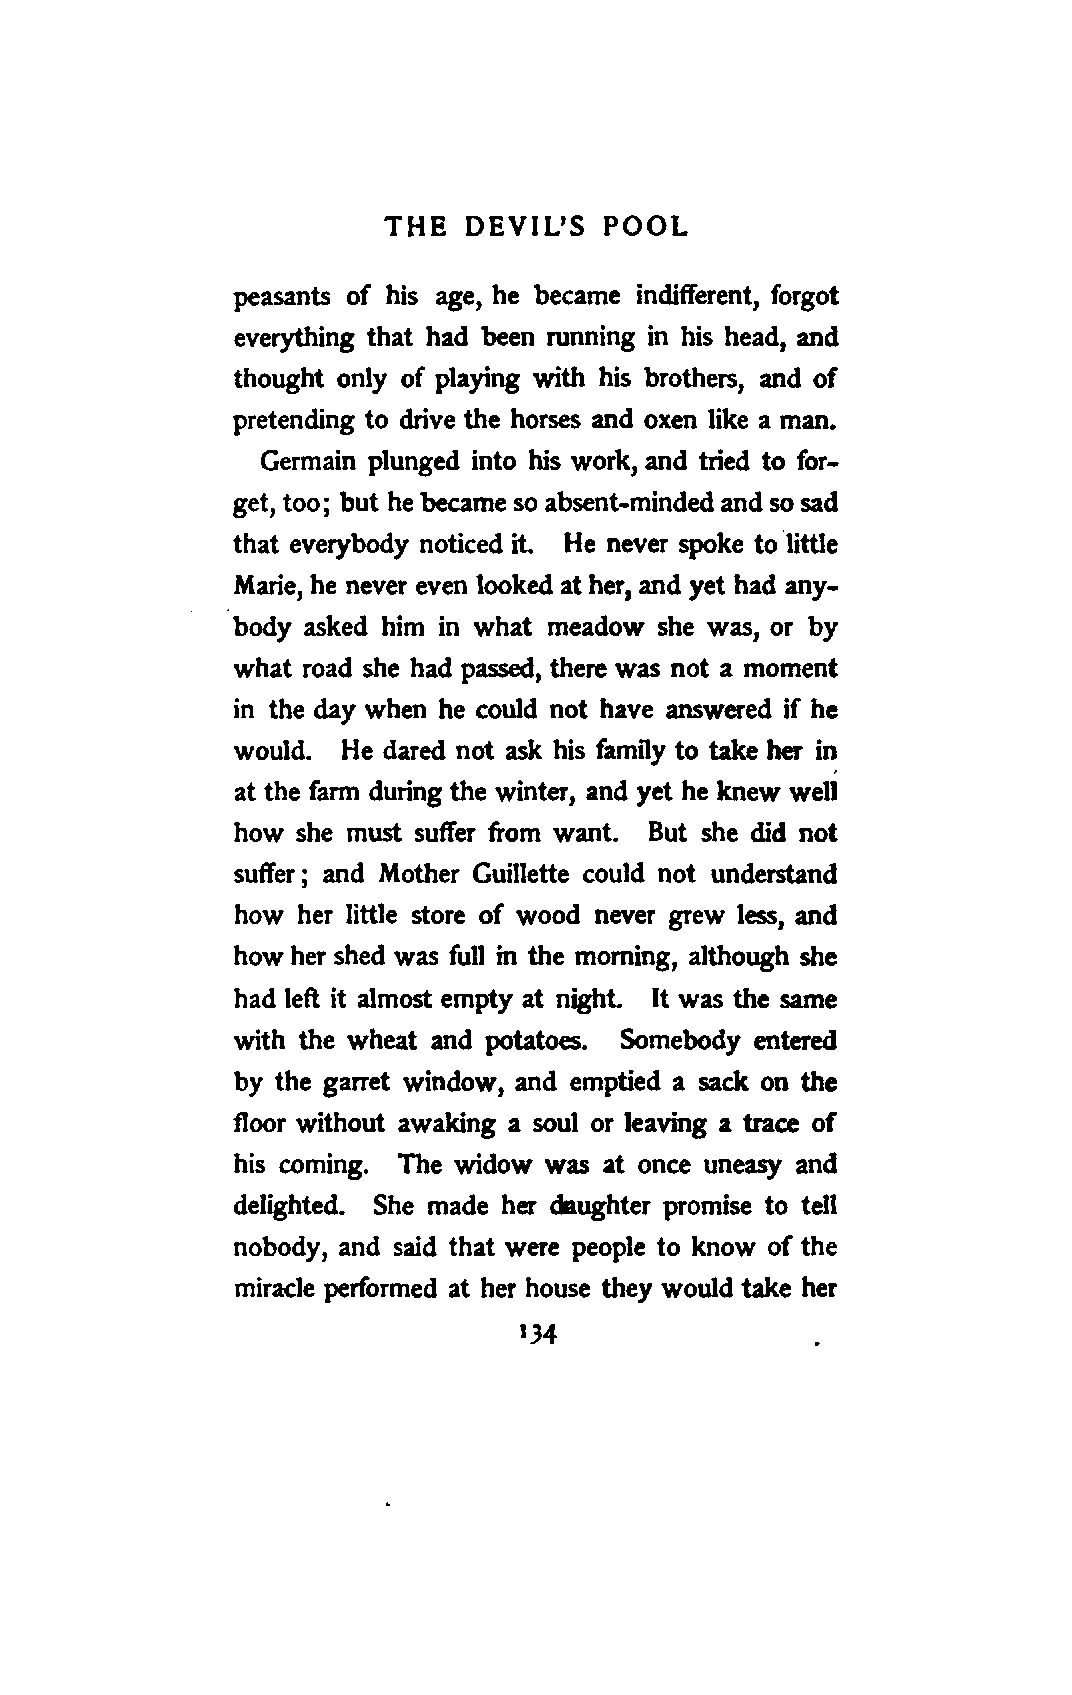 THE DEVIL'S POOL
peasants of his age, he became indifferent, forgot
everything that had been running in his head, and
thought only of playing with his brothers, and of
pretending to drive the horses and oxen like a man.
Germain plunged into his work, and tried to for-
get, too; but he became so absent-minded and so sad
that everybody noticed it. He never spoke to little
Marie, he never even looked at her, and yet had any-
body asked him in what meadow she was, or by
what road she had passed, there was not a moment
in the day when he could not have answered if he
would. He dared not ask his family to take her in
at the farm during the winter, and yet he knew well
how she must suffer from want. But she did not
suffer; and Mother Guillette could not understand
how her little store of wood never grew less, and
how her shed was full in the morning, although she
had left it almost empty at night. It was the same
with the wheat and potatoes. Somebody entered
by the garret window, and emptied a sack on the
floor without awaking a soul or leaving a trace of
his coming. The widow was at once uneasy and
delighted. She made her daughter promise to tell
nobody, and said that were people to know of the
miracle performed at her house they would take her
134